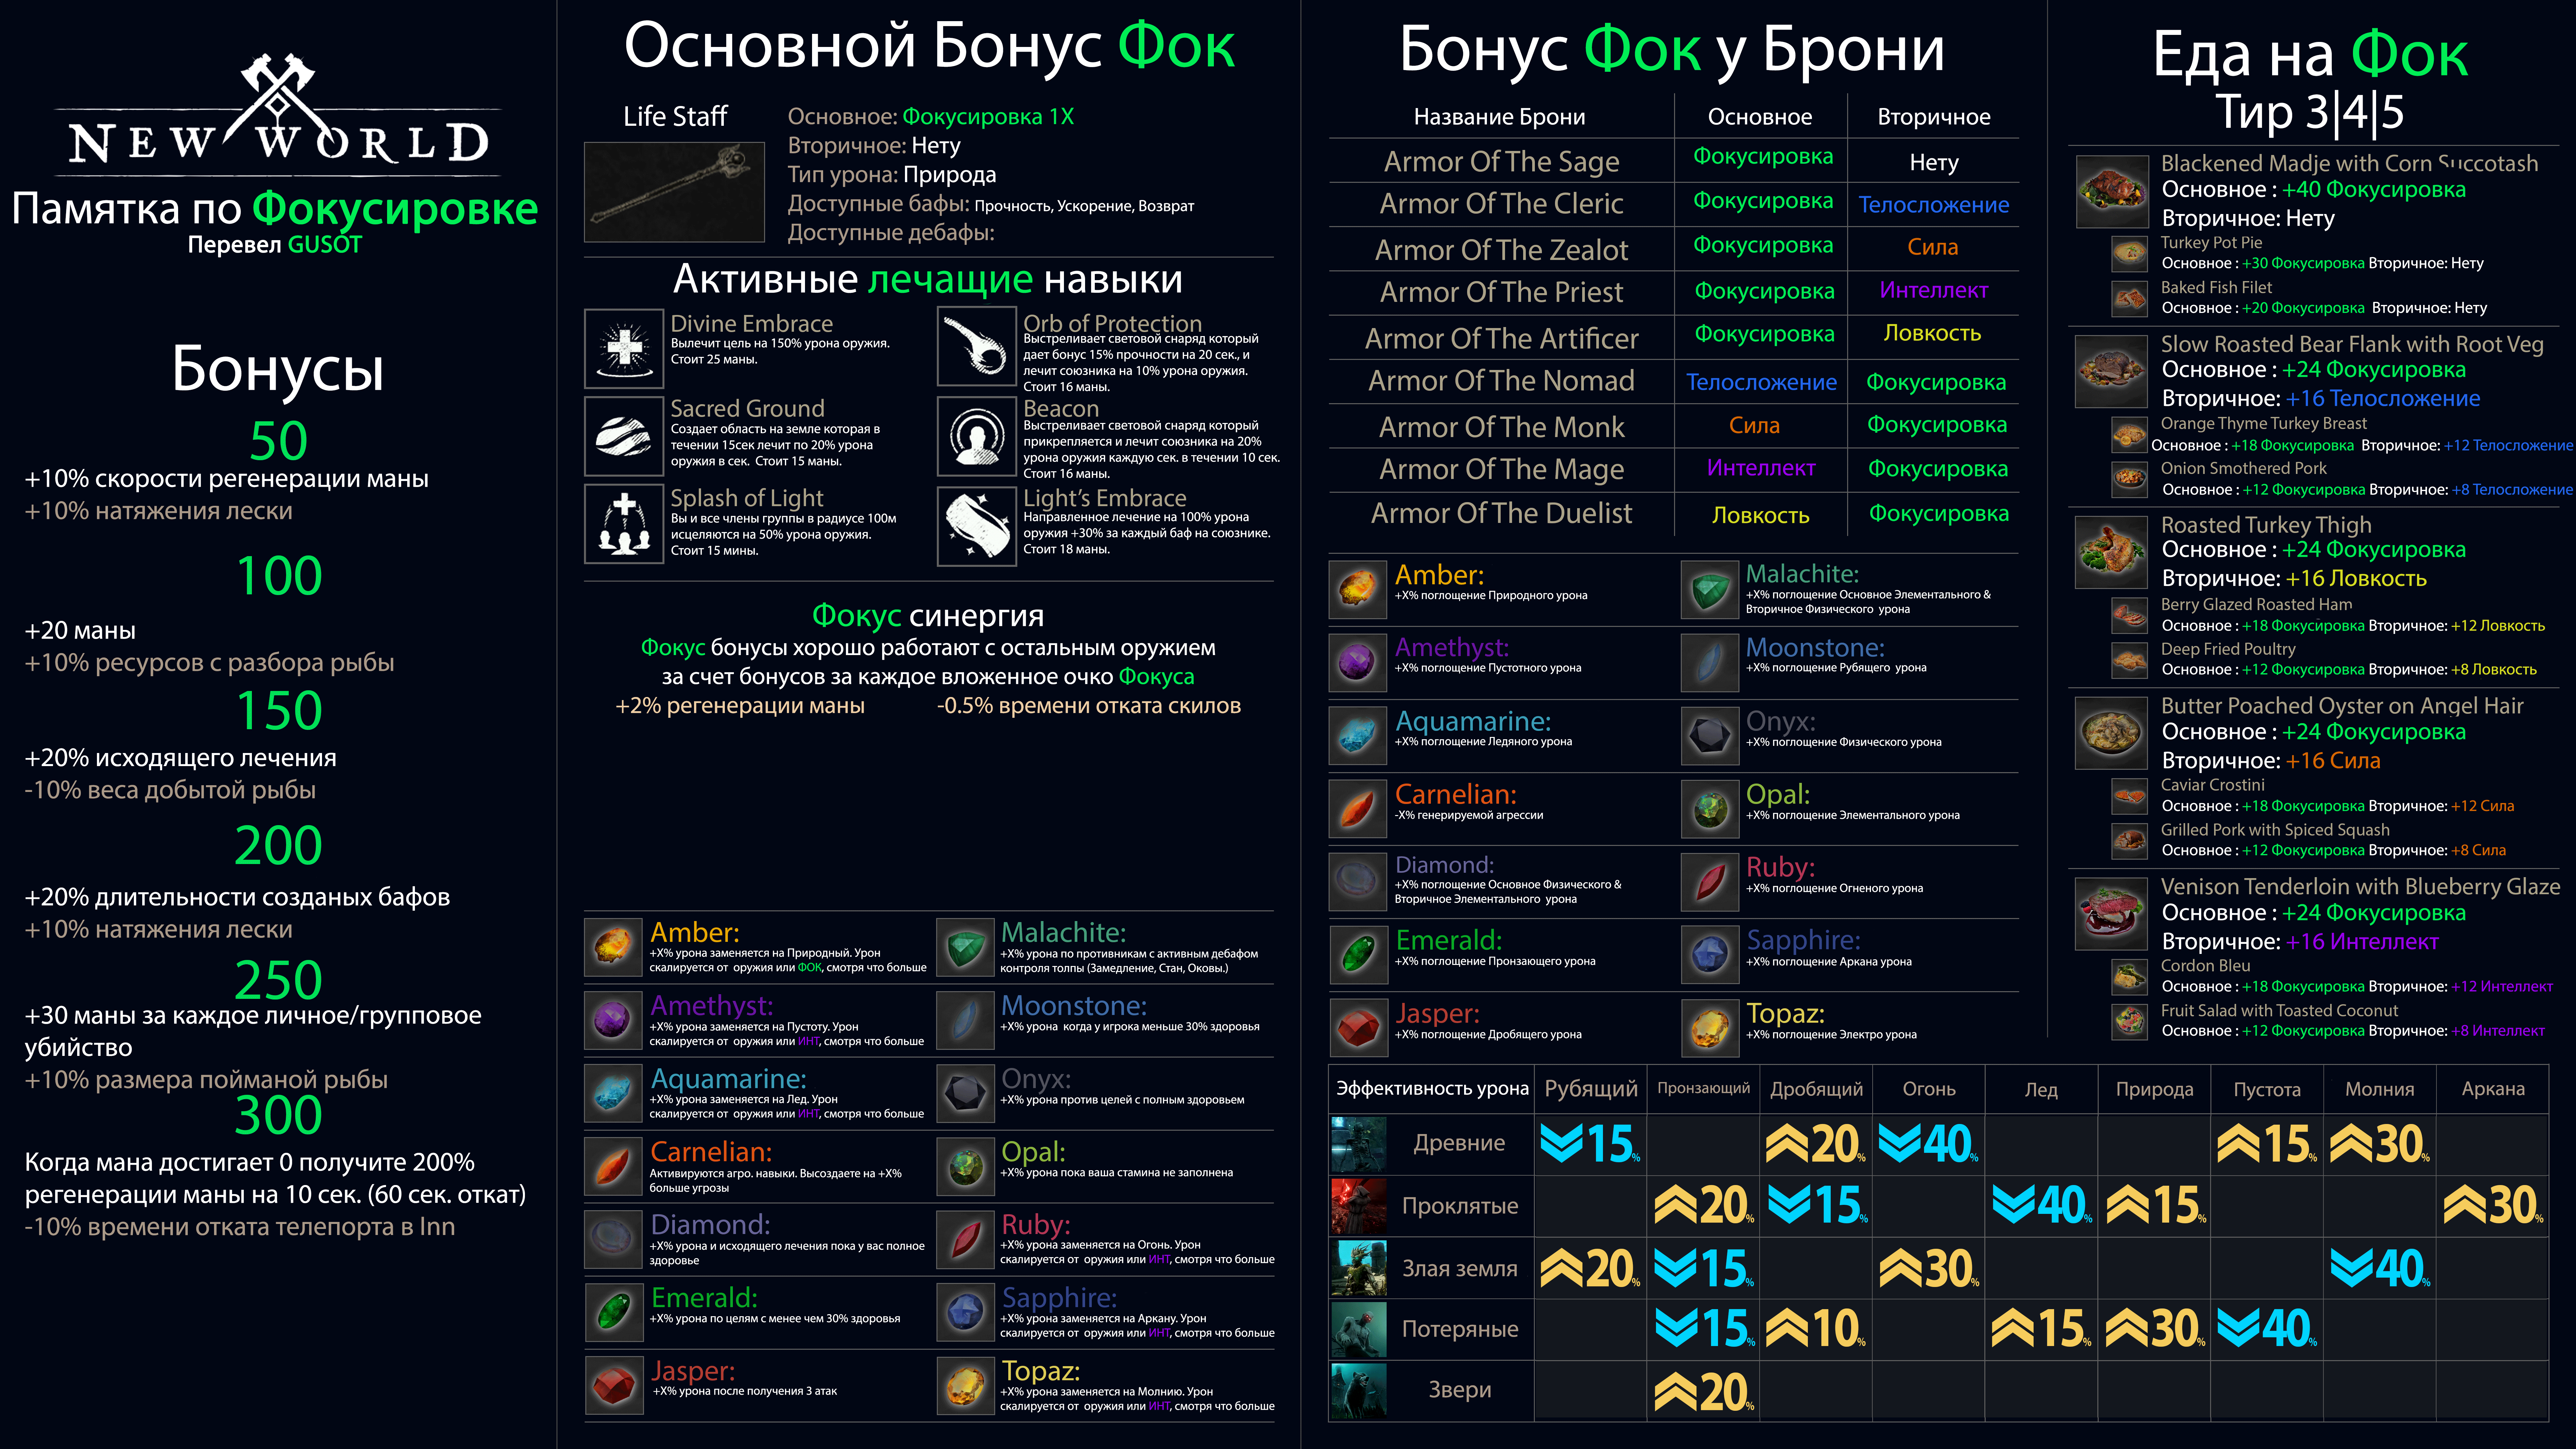 NEW WORLD
Памятка по Фокусировке
Перевел GUSOT
Бонусы
50
+10% скорости регенерации маны
+10% натяжения лески
100
+20 маны
+10% ресурсов с разбора рыбы
150
+20% исходящего лечения
-10% веса добытой рыбы
200
+20% длительности созданых бафов
+10% натяжения лески
250
+30 маны за каждое личное/групповое
убийство
+10% размера пойманой рыбы
300
Когда мана достигает 0 получите 200%
регенерации маны на 10 сек. (60 сек. откат)
-10% времени отката телепорта в Inn
Основной Бонус Фок
Life Staff
Основное: Фокусировка 1X
Вторичное: Нету
Тип урона: Природа
Доступные бафы: Прочность, Ускорение, Возврат
Доступные дебафы:
Активные лечащие навыки
Divine Embrace
Вылечит цель на 150% урона оружия.
Стоит 25 маны.
Orb of Protection
Выстреливает световой снаряд который
дает бонус 15% прочности на 20 сек., и
лечит союзника на 10% урона оружия.
Стоит 16 маны.
Sacred Ground
Создает область на земле которая в
течении 15сек лечит по 20% урона
оружия в сек. Стоит 15 маны.
Beacon
Выстреливает световой снаряд который
прикрепляется и лечит союзника на 20%
урона оружия каждую сек. в течении 10 сек.
Стоит 16 маны.
Splash of Light
Вы и все члены группы в радиусе 100м
исцеляются на 50% урона оружия.
Стоит 15 мины.
Light's Embrace
Направленное лечение на 100% урона
оружия +30% за каждый баф на союзнике.
Стоит 18 маны.
Фокус синергия
Фокус бонусы хорошо работают с остальным оружием
за счет бонусов за каждое вложенное очко Фокуса
+2% регенерации маны -0.5% времени отката скилов
Amber:
+X% урона заменяется на Природный. Урон
скалируется от оружия или ФОК, смотря что больше
Malachite:
+X% урона по противникам с активным дебафом
контроля толпы (Замедление, Стан, Оковы.)
Amethyst:
+X% урона заменяется на Пустоту. Урон
скалируется от оружия или ИНТ, смотря что больше
Moonstone:
+X% урона когда у игрока меньше 30% здоровья
Aquamarine:
+X% урона заменяется на Лед. Урон
скалируется от оружия или ИНТ, смотря что больше
Onyx:
+X% урона против целей с полным здоровьем
Carnelian:
Активируются агро. навыки. Высоздаете на +X%
больше угрозы
Opal:
+X% урона пока ваша стамина не заполнена
Diamond:
+X% урона и исходящего лечения пока у вас полное
здоровье
Ruby:
+X% урона заменяется на Огонь. Урон
скалируется от оружия или ИНТ, смотря что больше
Emerald:
+X% урона по целям с менее чем 30% здоровья
Sapphire:
+X% урона заменяется на Аркану. Урон
скалируется от оружия или ИНТ, смотря что больше
Jasper:
+X% урона после получения 3 атак
Topaz:
+X% урона заменяется на Молнию. Урон
скалируется от оружия или ИНТ, смотря что больше
Бонус Фок у Брони
Название Брони Основное Вторичное
Armor Of The Sage Фокусировка Нету
Armor Of The Cleric Фокусировка Телосложение
Armor Of The Zealot Фокусировка Сила
Armor Of The Priest Фокусировка Интеллект
Armor Of The Artificer Фокусировка Ловкость
Armor Of The Nomad Телосложение Фокусировка
Armor Of The Monk Сила Фокусировка
Armor Of The Mage Интеллект Фокусировка
Armor Of The Duelist Ловкость Фокусировка
Amber:
+X% поглощение Природного урона
Malachite:
+X% поглощение Основное Элементального &
Вторичное Физического урона
Amethyst:
+X% поглощение Пустотного урона
Moonstone:
+X% поглощение Рубящего урона
Aquamarine:
+X% поглощение Ледяного урона
Onyx:
+X% поглощение Физического урона
Carnelian:
-X% генерируемой агрессии
Opal:
+X% поглощение Элементального урона
Diamond:
+X% поглощение Основное Физического &
Вторичное Элементального урона
Ruby:
+X% поглощение Огненого урона
Emerald:
+X% поглощение Пронзающего урона
Sapphire:
+X% поглощение Аркана урона
Jasper:
+X% поглощение Дробящего урона
Topaz:
+X% поглощение Электро урона
Еда на Фок
Тир 3|4|5
Blackened Madje with Corn Succotash
Основное : +40 Фокусировка
Вторичное: Нету
Turkey Pot Pie
Основное : +30 Фокусировка Вторичное: Нету
Baked Fish Filet
Основное : +20 Фокусировка Вторичное: Нету
Slow Roasted Bear Flank with Root Veg
Основное : +24 Фокусировка
Вторичное: +16 Телосложение
Orange Thyme Turkey Breast
Основное : +18 Фокусировка Вторичное: +12 Телосложение
Onion Smothered Pork
Основное : +12 Фокусировка Вторичное: +8 Телосложение
Roasted Turkey Thigh
Основное : +24 Фокусировка
Вторичное: +16 Ловкость
Berry Glazed Roasted Ham
Основное : +18 Фокусировка Вторичное: +12 Ловкость
Deep Fried Poultry
Основное : +12 Фокусировка Вторичное: +8 Ловкость
Butter Poached Oyster on Angel Hair
Основное : +24 Фокусировка
Вторичное: +16 Сила
Caviar Crostini
Основное : +18 Фокусировка Вторичное: +12 Сила
Grilled Pork with Spiced Squash
Основное : +12 Фокусировка Вторичное: +8 Сила
Venison Tenderloin with Blueberry Glaze
Основное : +24 Фокусировка
Вторичное: +16 Интеллект
Cordon Bleu
Основное : +18 Фокусировка Вторичное: +12 Интеллект
Fruit Salad with Toasted Coconut
Основное : +12 Фокусировка Вторичное: +8 Интеллект
Эффективность урона Рубящий Пронзающий Дробящий Огонь Лед Природа Пустота Молния Аркана
Древние 15% 20% 40% 15% 30%
Проклятые 20% 15% 40% 15% 30%
Злая земля 20% 15% 30% 40%
Потеряные 15% 10% 15% 30% 40%
Звери 20%